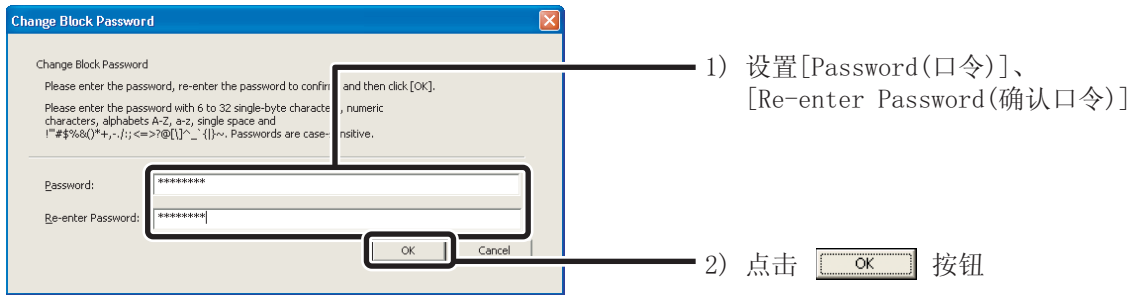 Change Block Password
Change Block Password
Please enter the password, re-enter the password to confir and then click [OK].
Please enter the password with 6 to 32 single-byte characte , numeric
characters, alphabets A-Z, a-z, single space and
!"#$%&()*+,-./:;<=>?@[\]^_`{|}~. Passwords are case- nsitive.
Password: ********
Re-enter Password: ********
OK Cancel
1) 设置[Password(口令)]、
[Re-enter Password(确认口令)]
2) 点击 OK 按钮